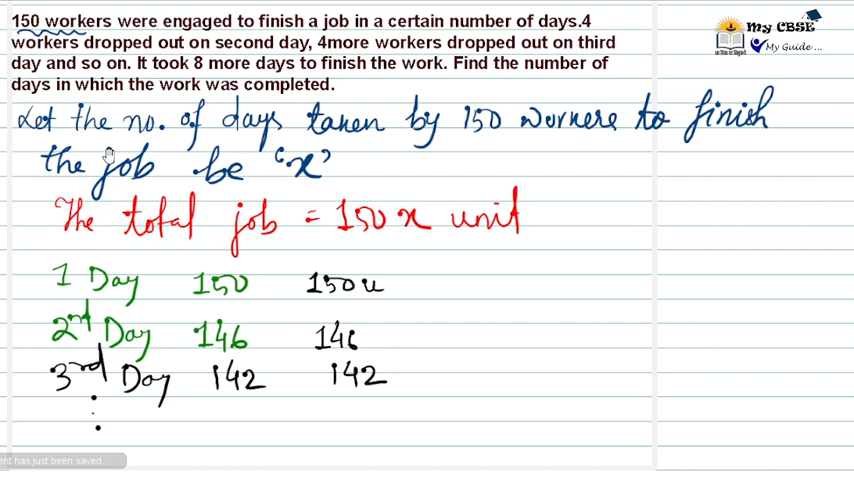 150 workers were engaged to finish a job in a certain number of days.4
workers dropped out on second day, 4more workers dropped out on third
day and so on. It took 8 more days to finish the work. Find the number of
days in which the work was completed.
My CBSE
My Guide ...
Let the no. of days taken by 150 workers to finish
the job be 'x'
The total job = 150 x unit
1 Day 150 150u
2nd Day 146 146
3rd Day 142 142
nt has just been saved...